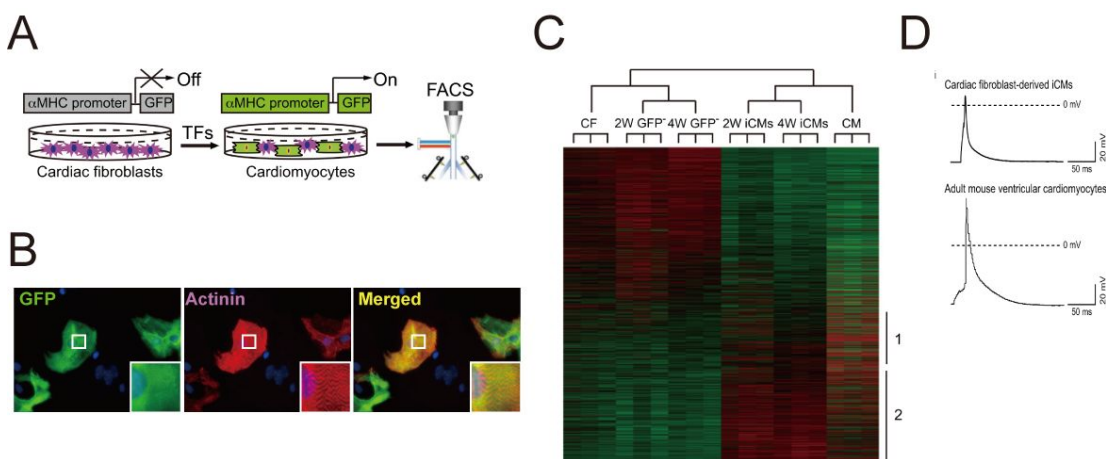 A
αMHC promoter
GFP
Off
αMHC promoter
GFP
On
FACS
TFs
Cardiac fibroblasts
Cardiomyocytes
B
GFP
Actinin
Merged
C
CF 2W GFP⁻ 4W GFP⁻ 2W iCMs 4W iCMs CM
1
2
D
i
Cardiac fibroblast-derived iCMs
0 mV
20 mV
50 ms
Adult mouse ventricular cardiomyocytes
0 mV
20 mV
50 ms